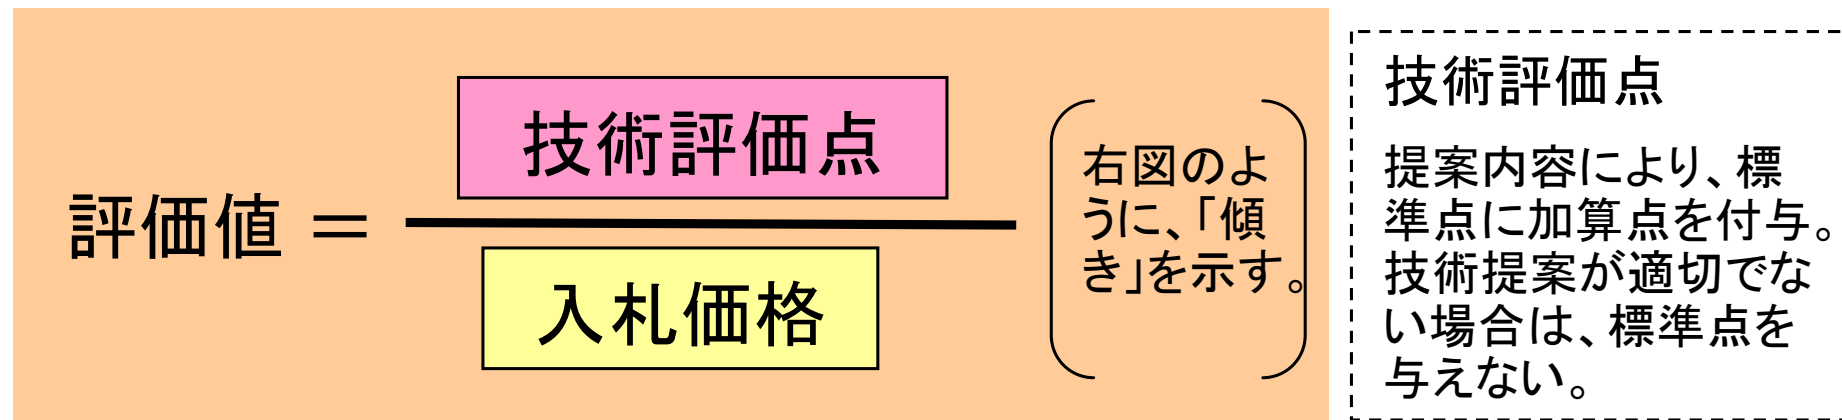 評価値 =
技術評価点
入札価格
右図のよ
うに、「傾
き」を示す。
技術評価点
提案内容により、標
準点に加算点を付与。
技術提案が適切でな
い場合は、標準点を
与えない。